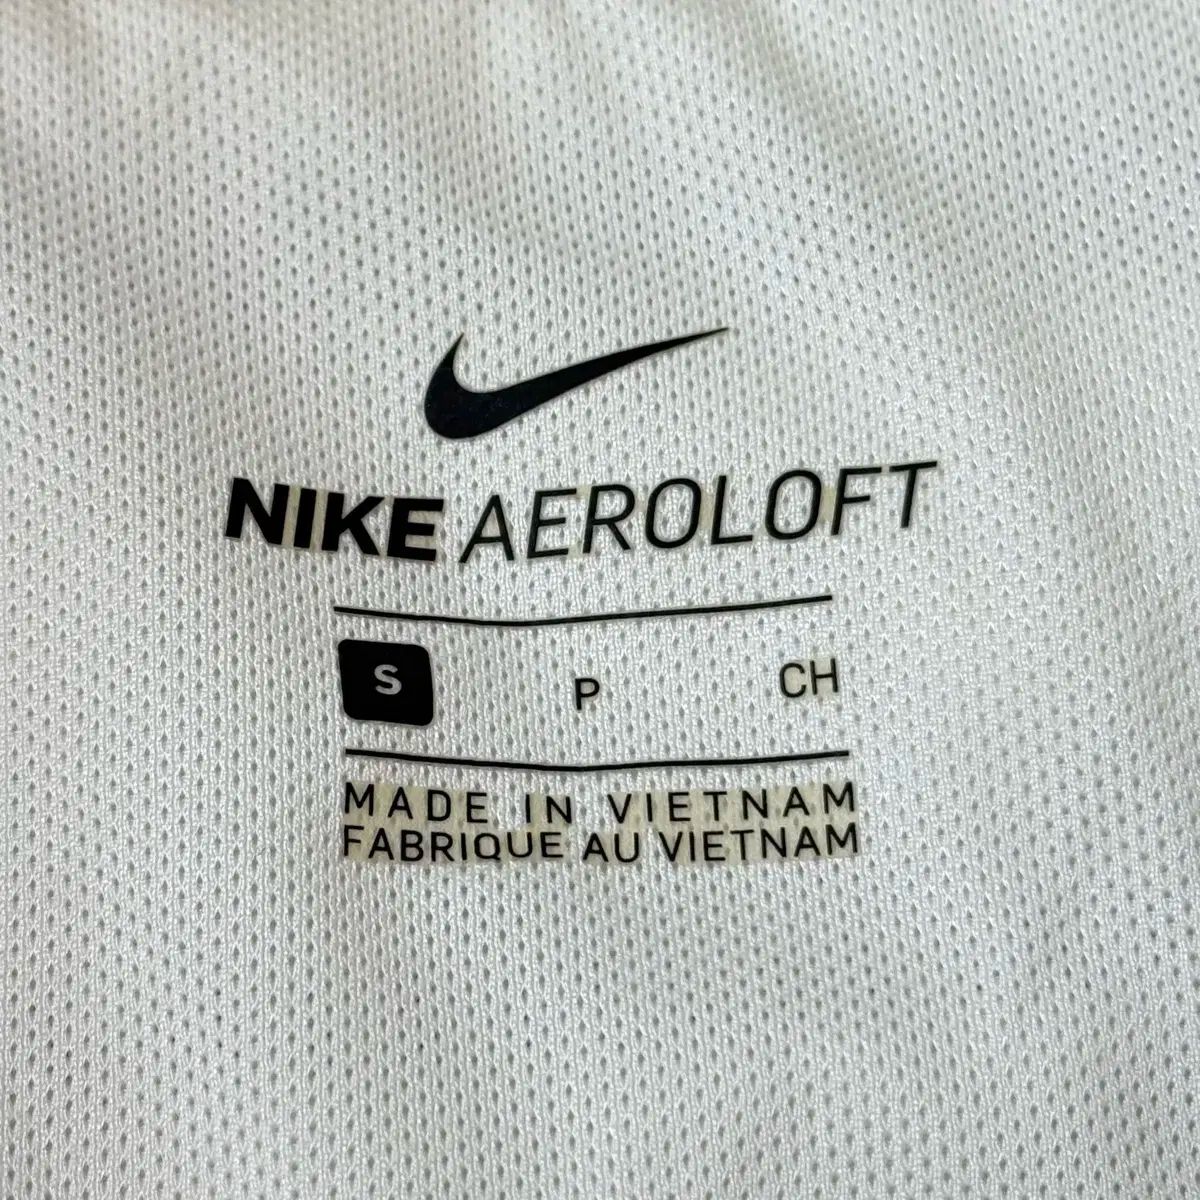 NIKE AEROLOFT
S P CH
MADE IN VIETNAM
FABRIQUE AU VIETNAM